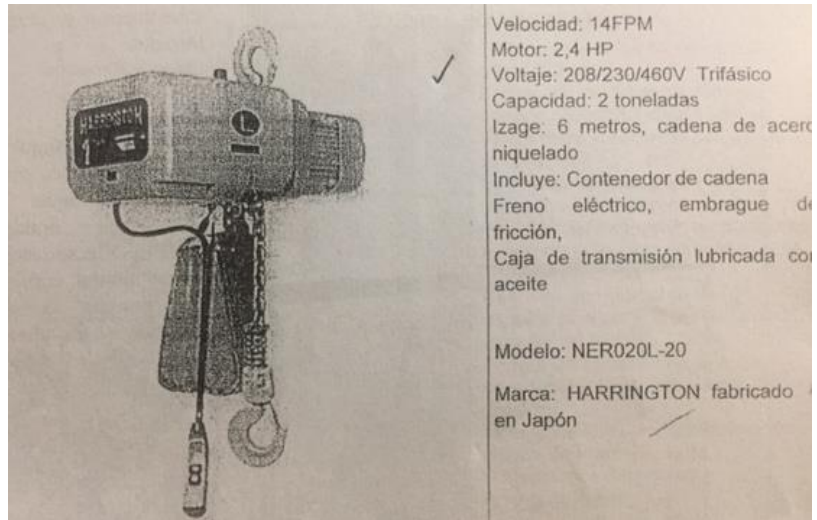 HARRINGTON
1
Velocidad: 14FPM
Motor: 2,4 HP
Voltaje: 208/230/460V Trifásico
Capacidad: 2 toneladas
Izage: 6 metros, cadena de acero
niquelado
Incluye: Contenedor de cadena
Freno eléctrico, embrague de
fricción,
Caja de transmisión lubricada con
aceite
Modelo: NER020L-20
Marca: HARRINGTON fabricado
en Japón